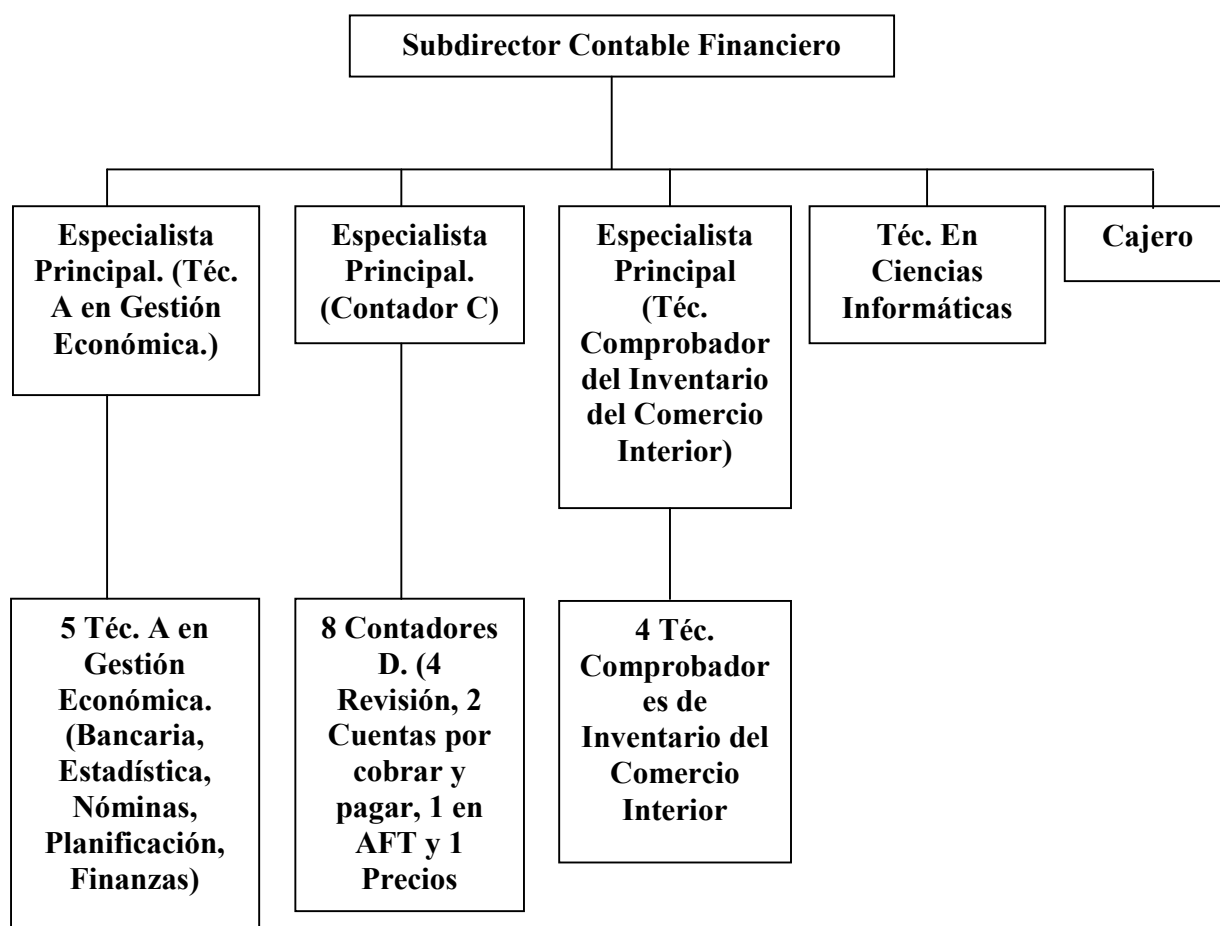 Subdirector Contable Financiero
Especialista
Principal. (Téc.
A en Gestión
Económica.)
Especialista
Principal.
(Contador C)
Especialista
Principal
(Téc.
Comprobador
del Inventario
del Comercio
Interior)
Téc. En
Ciencias
Informáticas
Cajero
5 Téc. A en
Gestión
Económica.
(Bancaria,
Estadística,
Nóminas,
Planificación,
Finanzas)
8 Contadores
D. (4
Revisión, 2
Cuentas por
cobrar y
pagar, 1 en
AFT y 1
Precios
4 Téc.
Comprobador
es de
Inventario del
Comercio
Interior